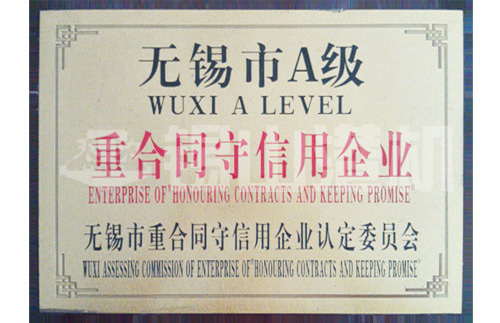 无锡市A级
WUXI A LEVEL
重合同守信用企业
ENTERPRISE OF "HONOURING CONTRACTS AND KEEPING PROMISE"
无锡市重合同守信用企业认定委员会
WUXI ASSESSING COMMISSION OF ENTERPRISE OF "HONOURING CONTRACTS AND KEEPING PROMISE"